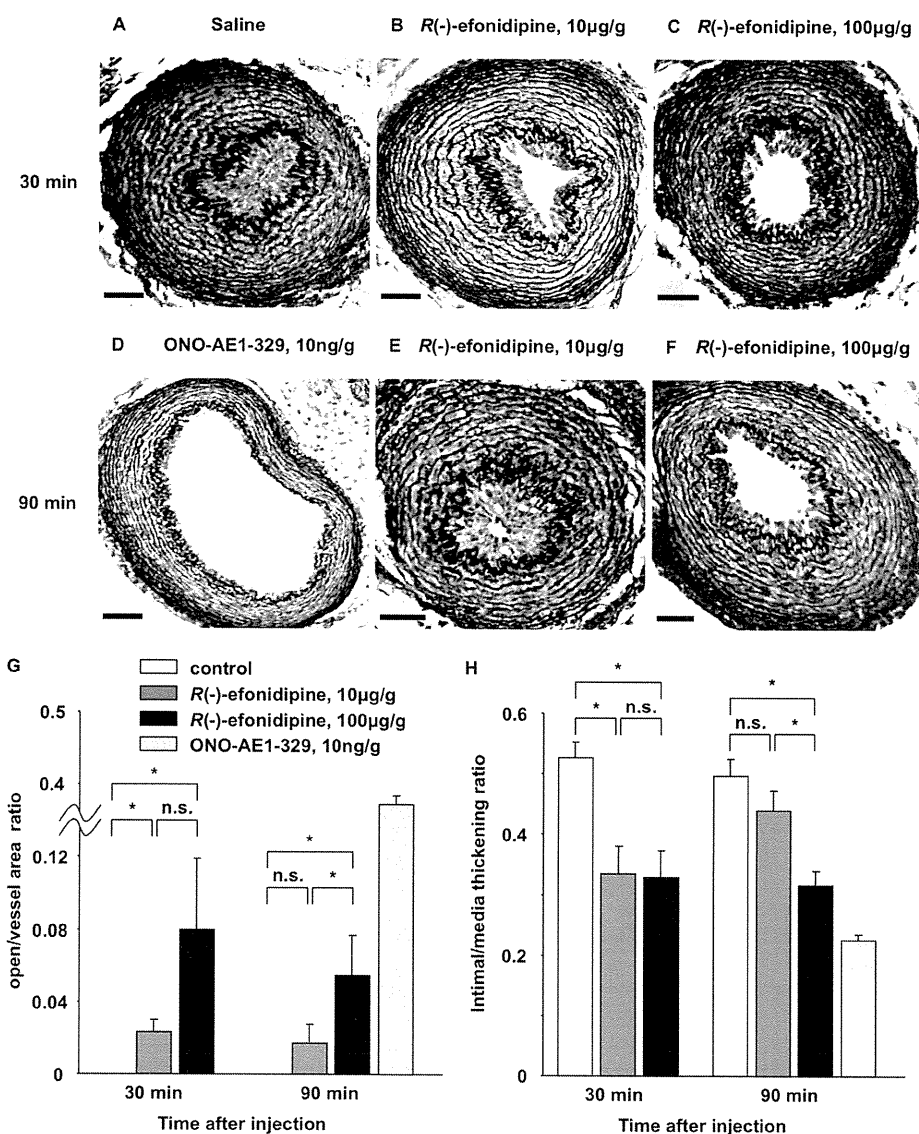 A Saline B R(-)-efonidipine, 10μg/g C R(-)-efonidipine, 100μg/g
30 min
D ONO-AE1-329, 10ng/g E R(-)-efonidipine, 10μg/g F R(-)-efonidipine, 100μg/g
90 min
G
control
R(-)-efonidipine, 10μg/g
R(-)-efonidipine, 100μg/g
ONO-AE1-329, 10ng/g
open/vessel area ratio
0.5
0.4
0.12
0.08
0.04
0
*
* n.s.
*
n.s. *
30 min 90 min
Time after injection
H
Intimal/media thickening ratio
0.6
0.4
0.2
0
*
* n.s.
*
n.s. *
30 min 90 min
Time after injection